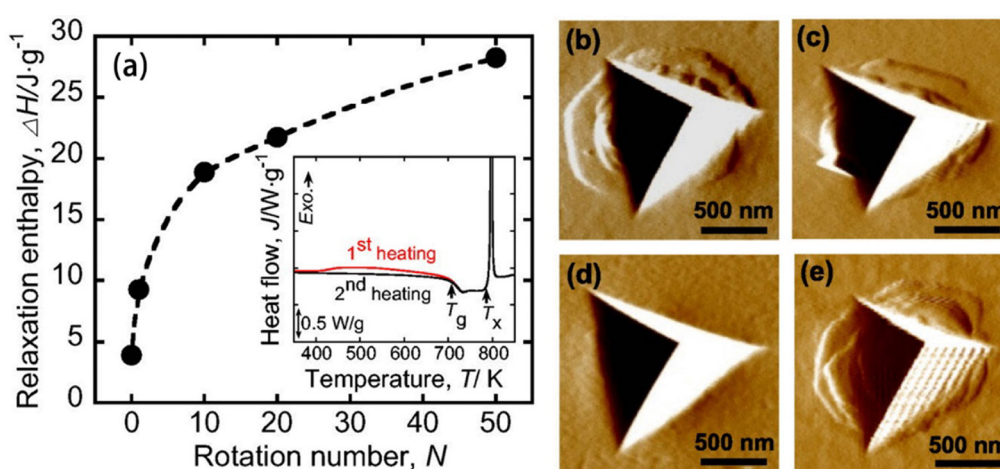 (a)
Relaxation enthalpy, ΔH/J·g⁻¹
30
25
20
15
10
5
0
0 10 20 30 40 50
Rotation number, N
Heat flow, J/W·g⁻¹
Exo.→
1st heating
2nd heating
0.5 W/g
Tg
Tx
400 500 600 700 800
Temperature, T/ K
(b)
500 nm
(c)
500 nm
(d)
500 nm
(e)
500 nm